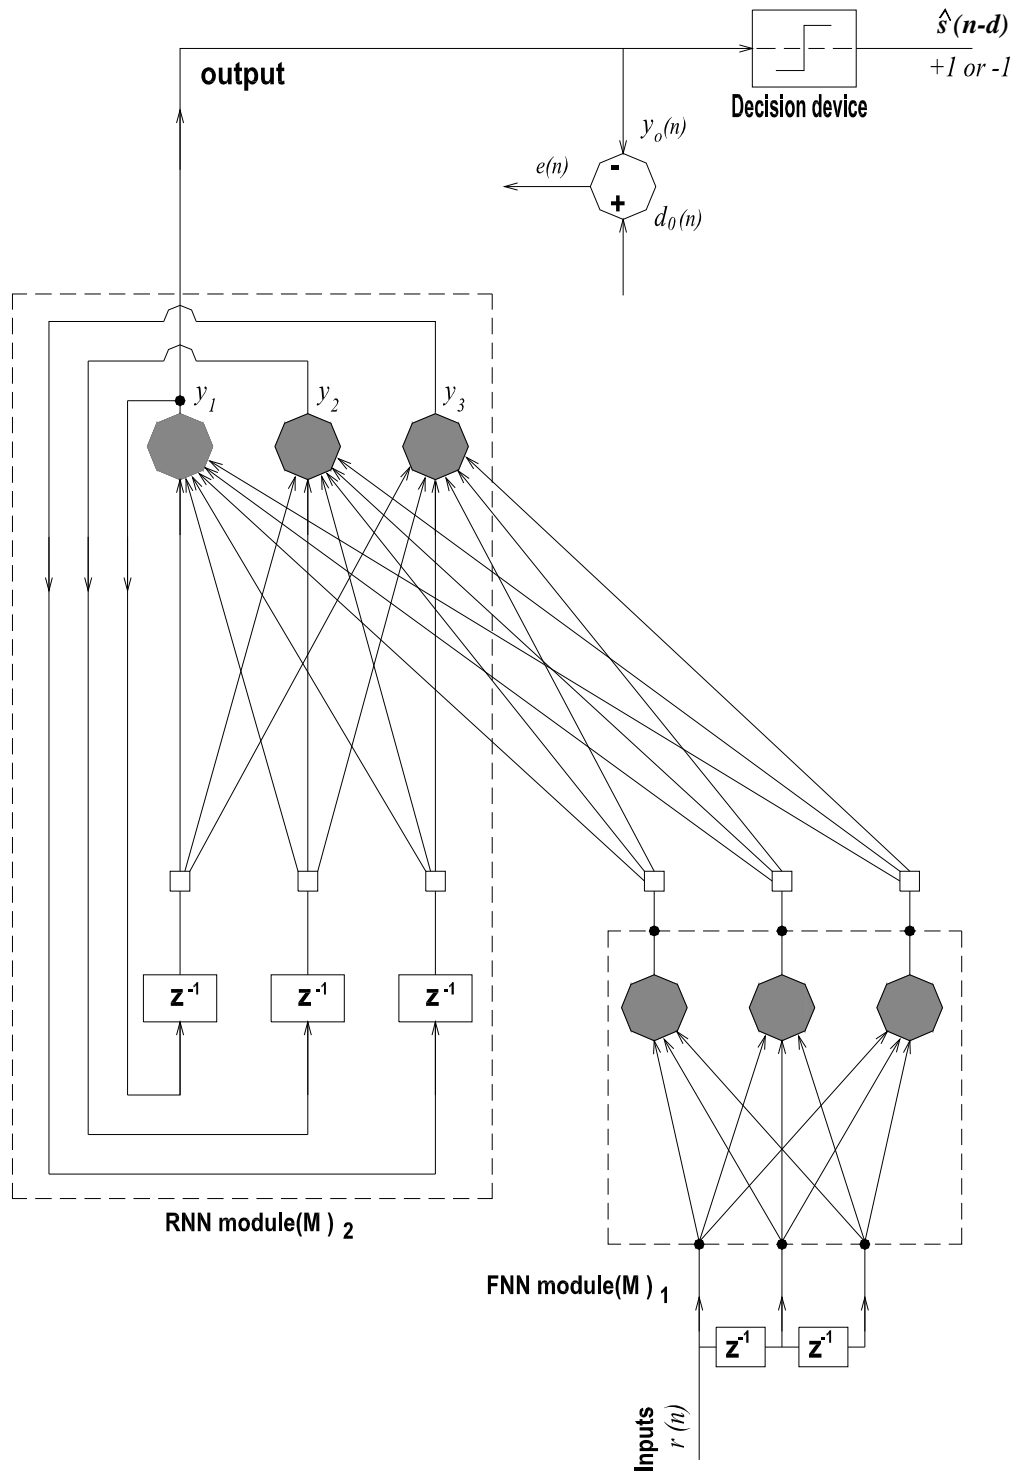 ŝ(n-d)
+1 or -1
output
Decision device
y_o(n)
e(n)
-
+
d_0(n)
y_1
y_2
y_3
z^-1
z^-1
z^-1
RNN module(M )_2
FNN module(M )_1
z^-1
z^-1
Inputs
r (n)